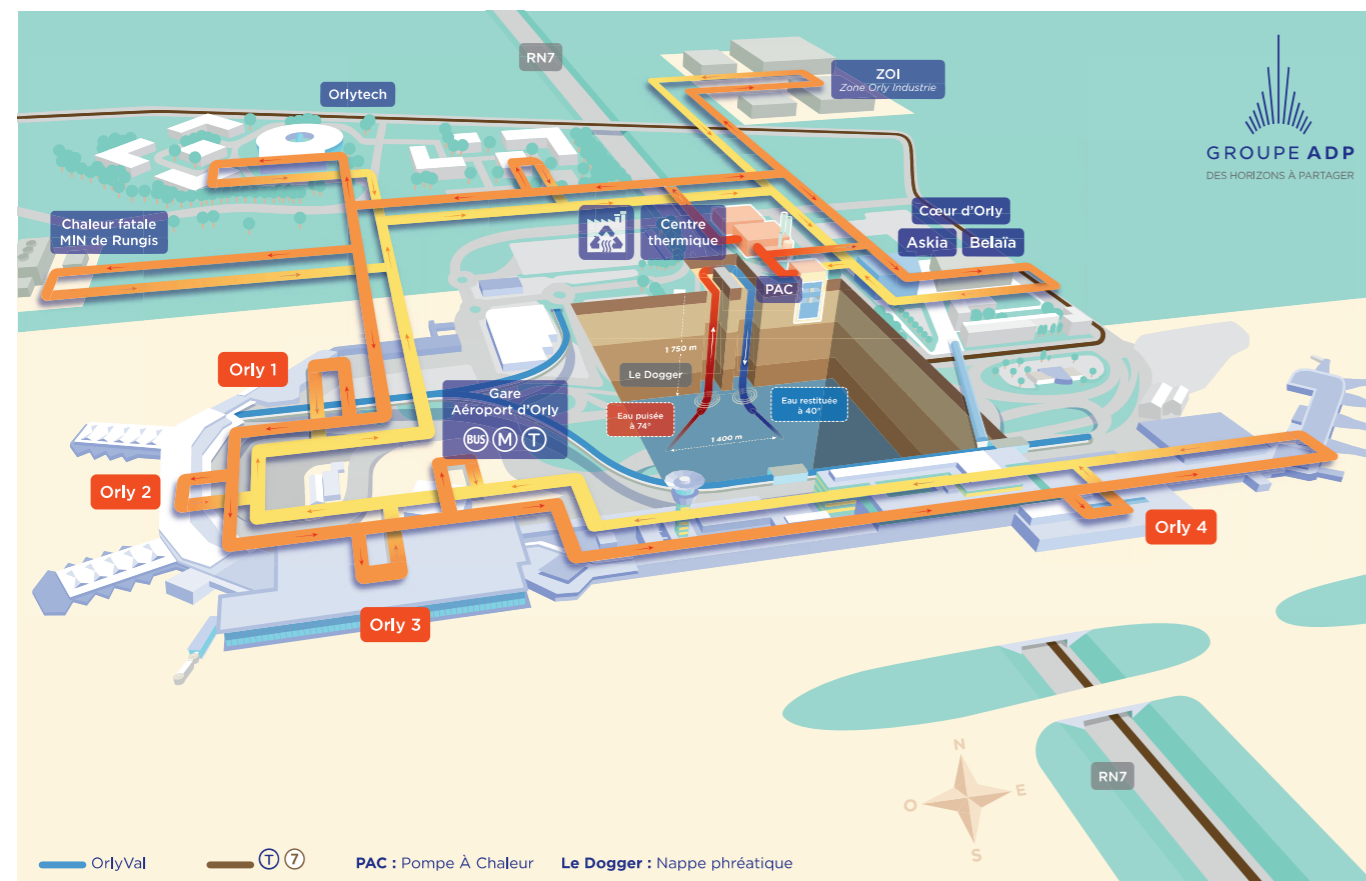 RN7
ZOI
Zone Orly Industrie
Orlytech
GROUPE ADP
DES HORIZONS À PARTAGER
Chaleur fatale
MIN de Rungis
Centre
thermique
Cœur d'Orly
Askia
Belaïa
PAC
1 750 m
Le Dogger
Orly 1
Gare
Aéroport d'Orly
BUS M T
Eau puisée
à 74°
Eau restituée
à 40°
1 400 m
Orly 2
Orly 4
Orly 3
N
E
O
S
RN7
OrlyVal
T 7
PAC : Pompe À Chaleur
Le Dogger : Nappe phréatique